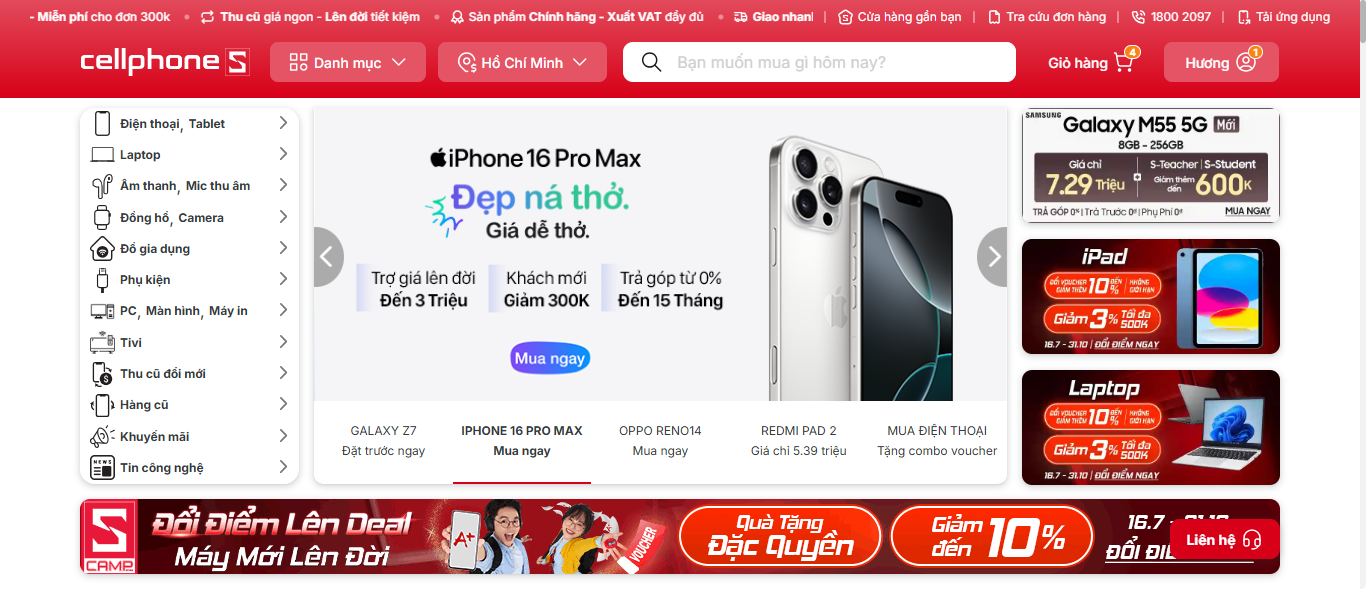 - Miễn phí cho đơn 300k
Thu cũ giá ngon - Lên đời tiết kiệm
Sản phẩm Chính hãng - Xuất VAT đầy đủ
Giao nhanh
Cửa hàng gần bạn
Tra cứu đơn hàng
1800 2097
Tải ứng dụng
cellphoneS
Danh mục
Hồ Chí Minh
Bạn muốn mua gì hôm nay?
Giỏ hàng
4
Hương
1
Điện thoại, Tablet
Laptop
Âm thanh, Mic thu âm
Đồng hồ, Camera
Đồ gia dụng
Phụ kiện
PC, Màn hình, Máy in
Tivi
Thu cũ đổi mới
Hàng cũ
Khuyến mãi
NEWS
Tin công nghệ
iPhone 16 Pro Max
Đẹp ná thở.
Giá dễ thở.
Trợ giá lên đời
Đến 3 Triệu
Khách mới
Giảm 300K
Trả góp từ 0%
Đến 15 Tháng
Mua ngay
GALAXY Z7
Đặt trước ngay
IPHONE 16 PRO MAX
Mua ngay
OPPO RENO14
Mua ngay
REDMI PAD 2
Giá chỉ 5.39 triệu
MUA ĐIỆN THOẠI
Tặng combo voucher
SAMSUNG
Galaxy M55 5G Mới
8GB - 256GB
Giá chỉ
7.29 Triệu
S-Teacher | S-Student
Giảm thêm đến 600K
TRẢ GÓP 0% | Trả Trước 0đ | Phụ Phí 0đ
MUA NGAY
iPad
ĐỔI VOUCHER GIẢM THÊM 10% ĐẾN KHÔNG GIỚI HẠN
Giảm 3% Tối đa 500K
16.7 - 31.10 | ĐỔI ĐIỂM NGAY
Laptop
ĐỔI VOUCHER GIẢM THÊM 10% ĐẾN KHÔNG GIỚI HẠN
Giảm 3% Tối đa 500K
16.7 - 31.10 | ĐỔI ĐIỂM NGAY
S CAMP.
Đổi Điểm Lên Deal
Máy Mới Lên Đời
A+
VOUCHER
Quà Tặng
Đặc Quyền
Giảm đến 10%
16.7 - 31.10
ĐỔI ĐIỂ
Liên hệ